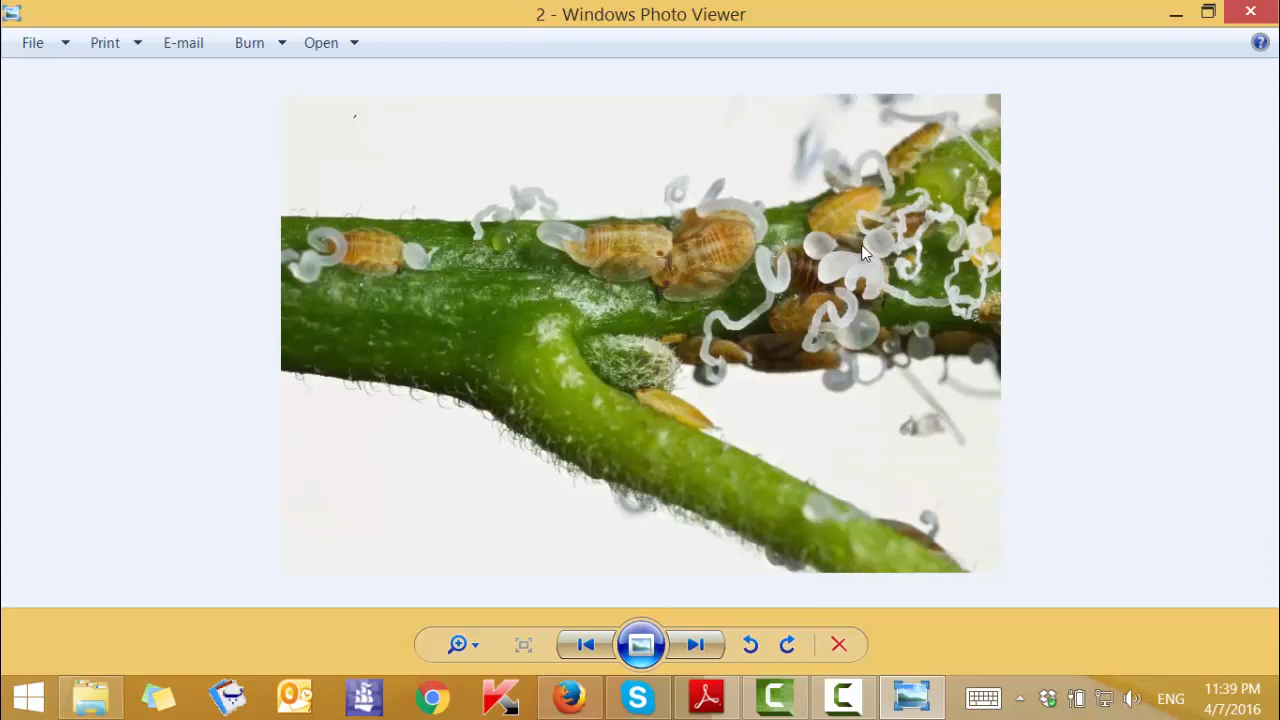 2 - Windows Photo Viewer
File Print E-mail Burn Open
ENG
11:39 PM
4/7/2016